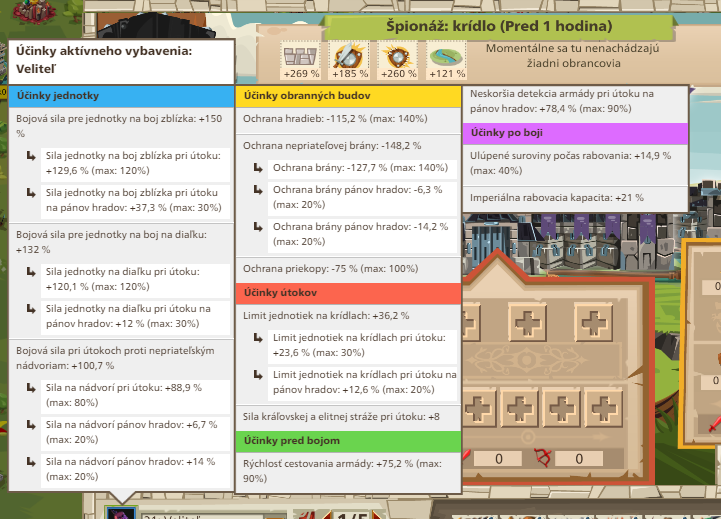 Špionáž: krídlo (Pred 1 hodina)
+269 %
+185 %
+260 %
+121 %
Momentálne sa tu nenachádzajú
žiadni obrancovia
Účinky aktívneho vybavenia:
Veliteľ
Účinky jednotky
Bojová sila pre jednotky na boj zblízka: +150
%
Sila jednotky na boj zblízka pri útoku:
+129,6 % (max: 120%)
Sila jednotky na boj zblízka pri útoku
na pánov hradov: +37,3 % (max: 30%)
Bojová sila pre jednotky na boj na diaľku:
+132 %
Sila jednotky na diaľku pri útoku:
+120,1 % (max: 120%)
Sila jednotky na diaľku pri útoku na
pánov hradov: +12 % (max: 30%)
Bojová sila pri útokoch proti nepriateľským
nádvoriam: +100,7 %
Sila na nádvorí pri útoku: +88,9 %
(max: 80%)
Sila na nádvorí pánov hradov: +6,7 %
(max: 20%)
Sila na nádvorí pánov hradov: +14 %
(max: 20%)
Účinky obranných budov
Ochrana hradieb: -115,2 % (max: 140%)
Ochrana nepriateľovej brány: -148,2 %
Ochrana brány: -127,7 % (max: 140%)
Ochrana brány pánov hradov: -6,3 %
(max: 20%)
Ochrana brány pánov hradov: -14,2 %
(max: 20%)
Ochrana priekopy: -75 % (max: 100%)
Účinky útokov
Limit jednotiek na krídlach: +36,2 %
Limit jednotiek na krídlach pri útoku:
+23,6 % (max: 30%)
Limit jednotiek na krídlach pri útoku na
pánov hradov: +12,6 % (max: 20%)
Sila kráľovskej a elitnej stráže pri útoku: +8
Účinky pred bojom
Rýchlosť cestovania armády: +75,2 % (max:
90%)
Neskoršia detekcia armády pri útoku na
pánov hradov: +78,4 % (max: 90%)
Účinky po boji
Ulúpené suroviny počas rabovania: +14,9 %
(max: 40%)
Imperiálna rabovacia kapacita: +21 %
0
0
0
0
1/5